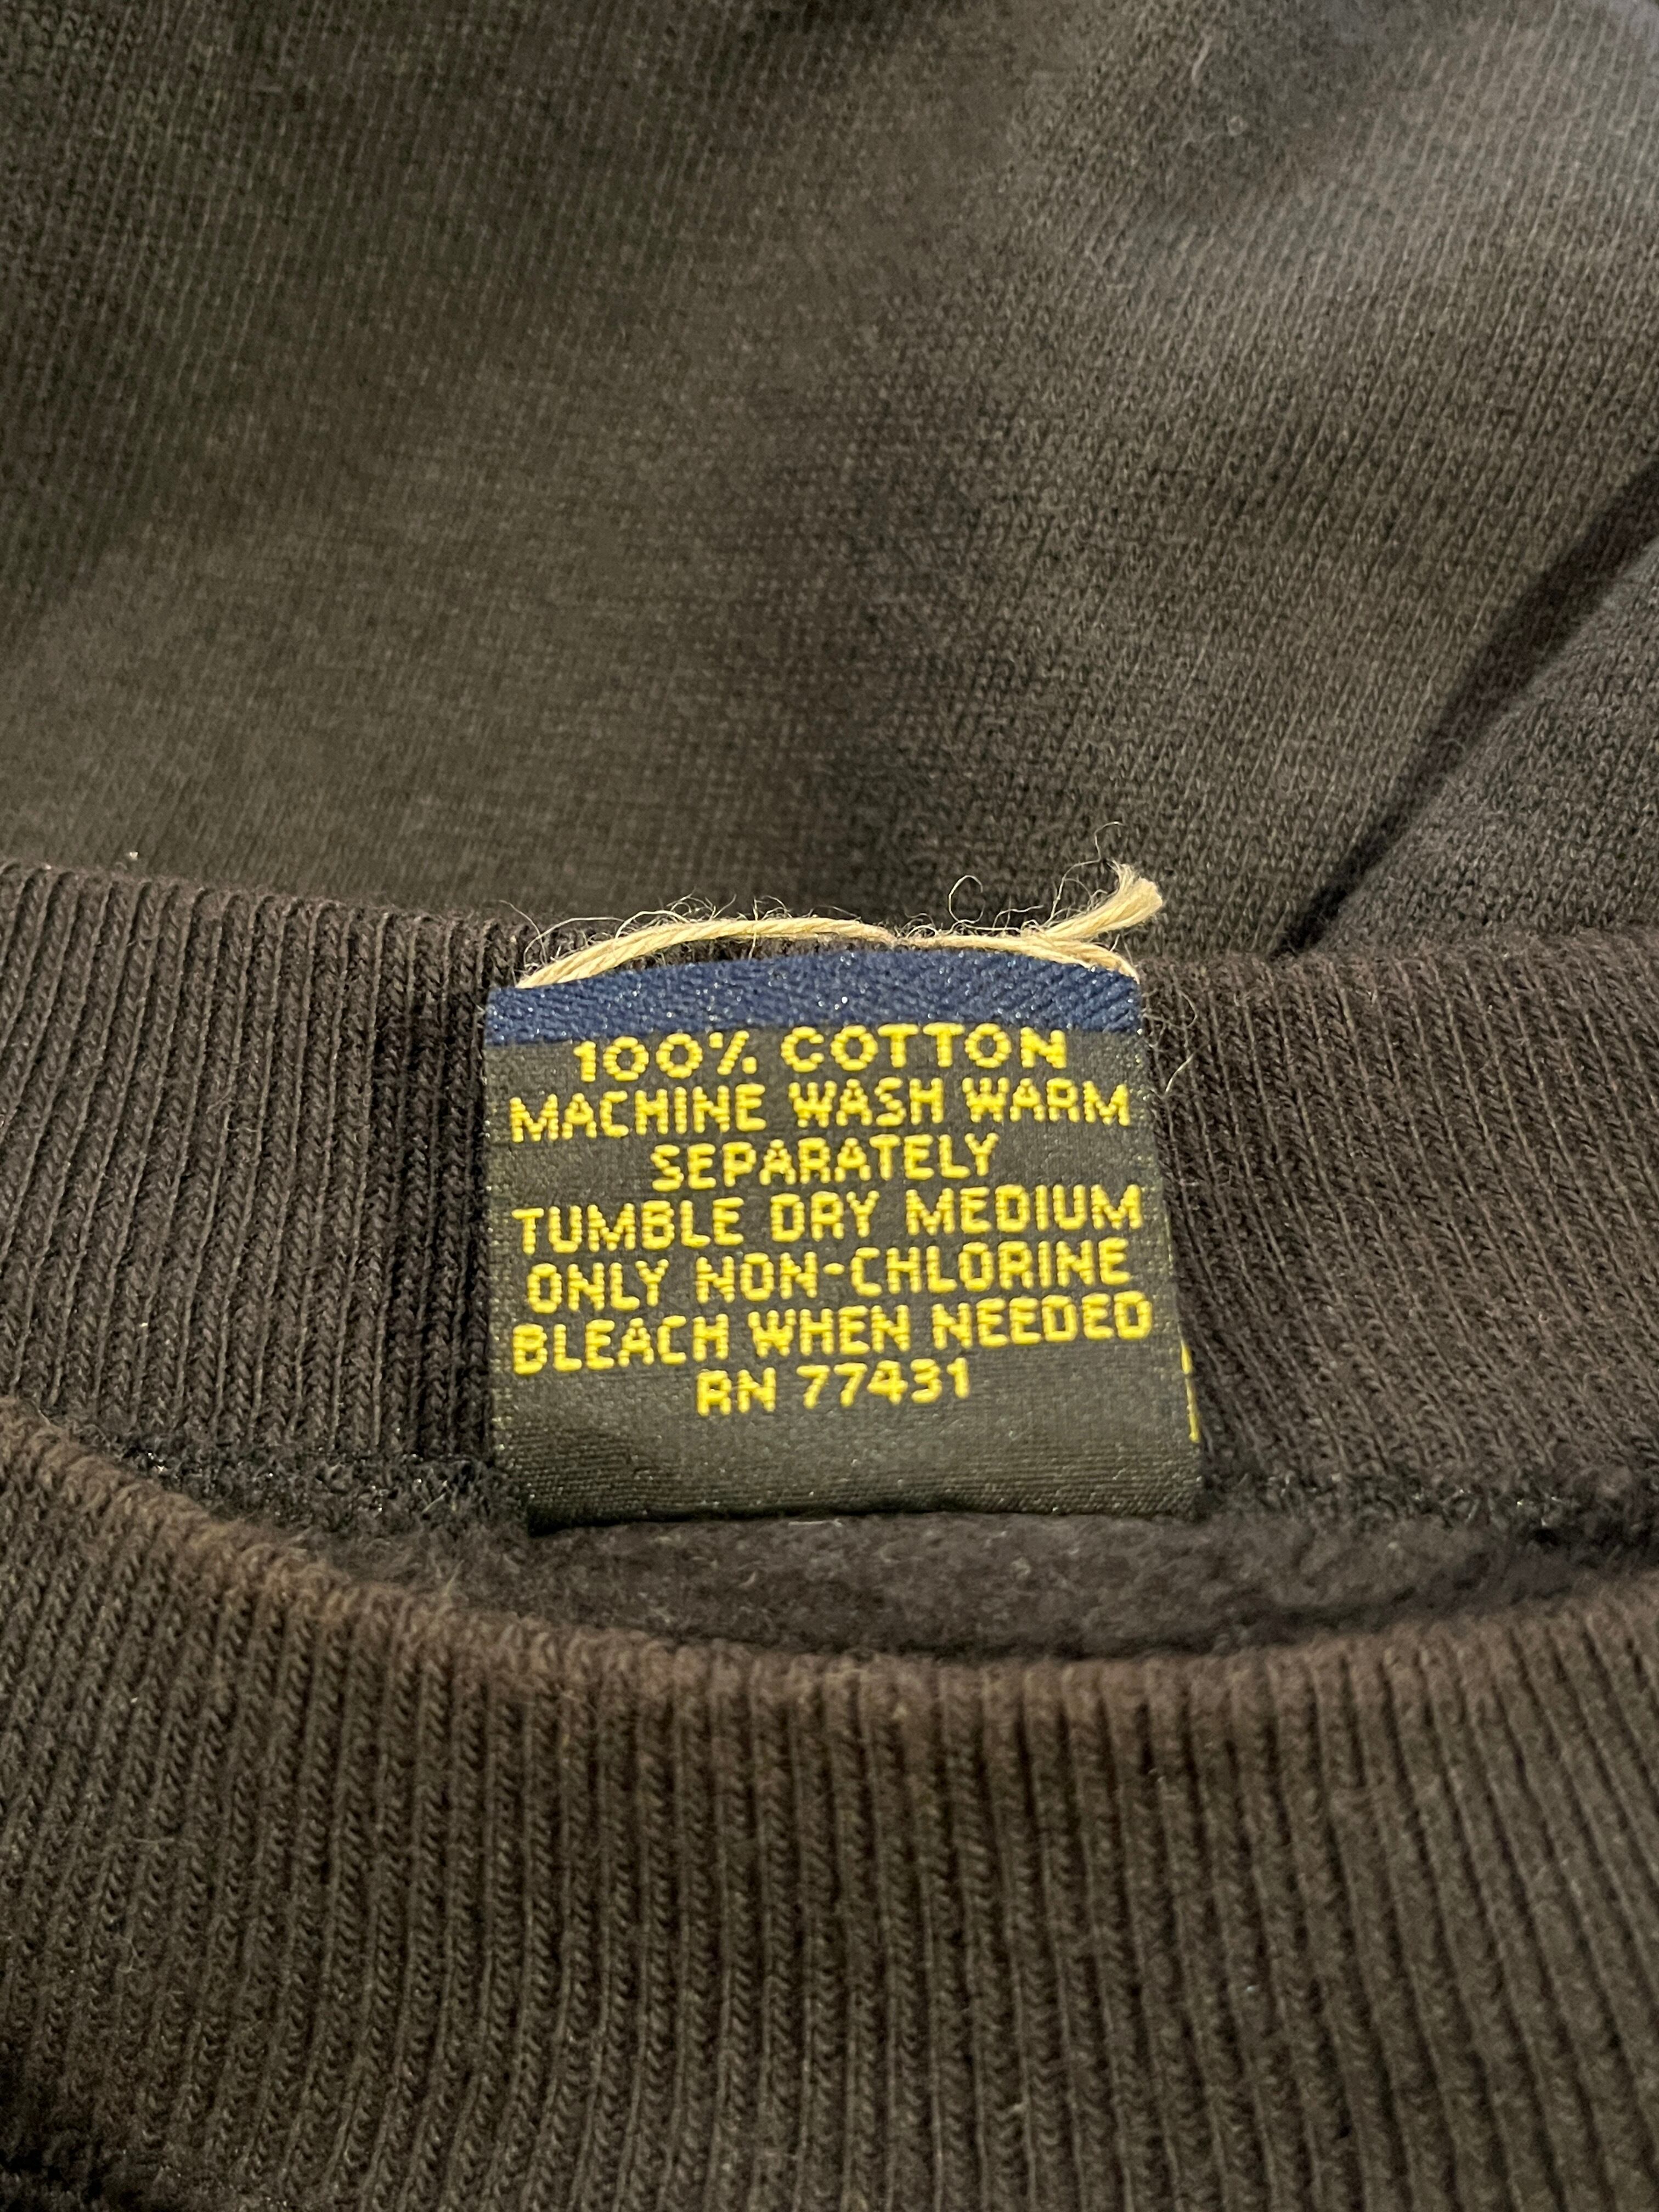 100% COTTON
MACHINE WASH WARM
SEPARATELY
TUMBLE DRY MEDIUM
ONLY NON-CHLORINE
BLEACH WHEN NEEDED
RN 77431